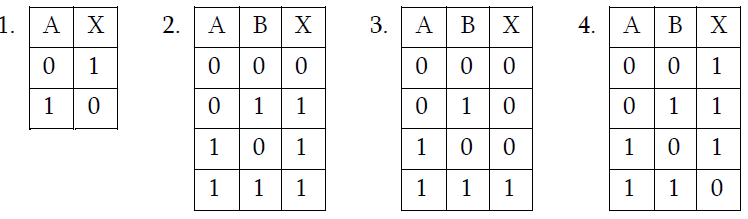 1. A X 2. A B X 3. A B X 4. A B X
0 1 0 0 0 0 0 0 0 0 1
1 0 0 1 1 0 1 0 0 1 1
1 0 1 1 0 0 1 0 1
1 1 1 1 1 1 1 1 0